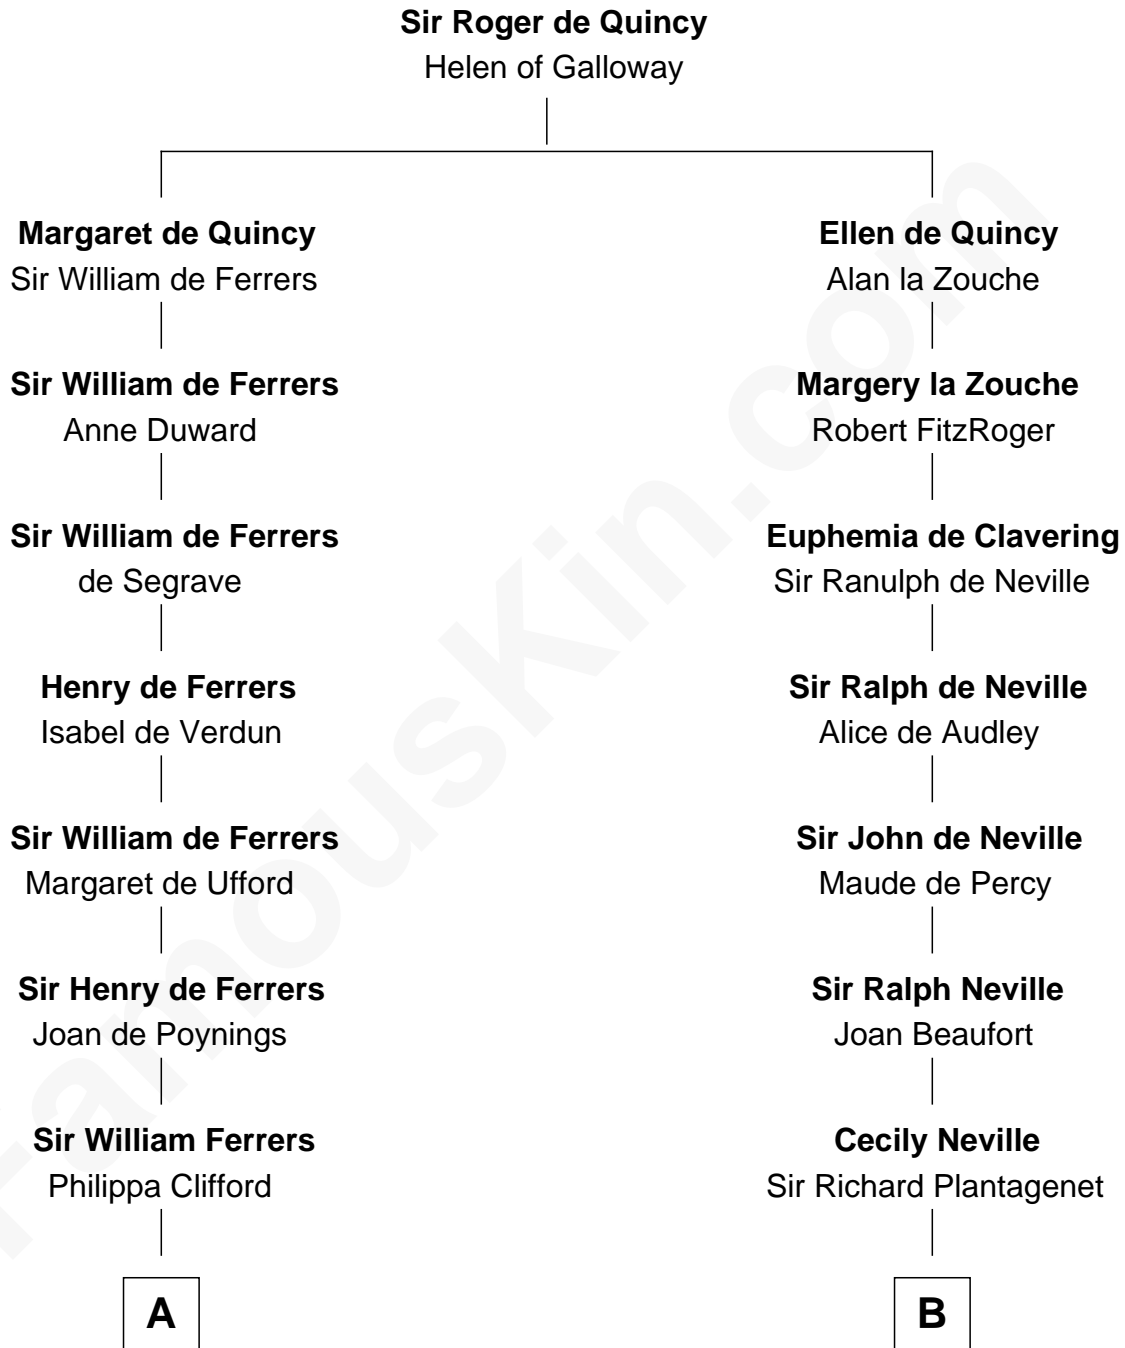 Sir Roger de Quincy
Helen of Galloway
Margaret de Quincy
Sir William de Ferrers
Ellen de Quincy
Alan la Zouche
Sir William de Ferrers
Anne Duward
Margery la Zouche
Robert FitzRoger
Sir William de Ferrers
de Segrave
Euphemia de Clavering
Sir Ranulph de Neville
Henry de Ferrers
Isabel de Verdun
Sir Ralph de Neville
Alice de Audley
Sir William de Ferrers
Margaret de Ufford
Sir John de Neville
Maude de Percy
Sir Henry de Ferrers
Joan de Poynings
Sir Ralph Neville
Joan Beaufort
Sir William Ferrers
Philippa Clifford
Cecily Neville
Sir Richard Plantagenet
A
B
FamousKin.com